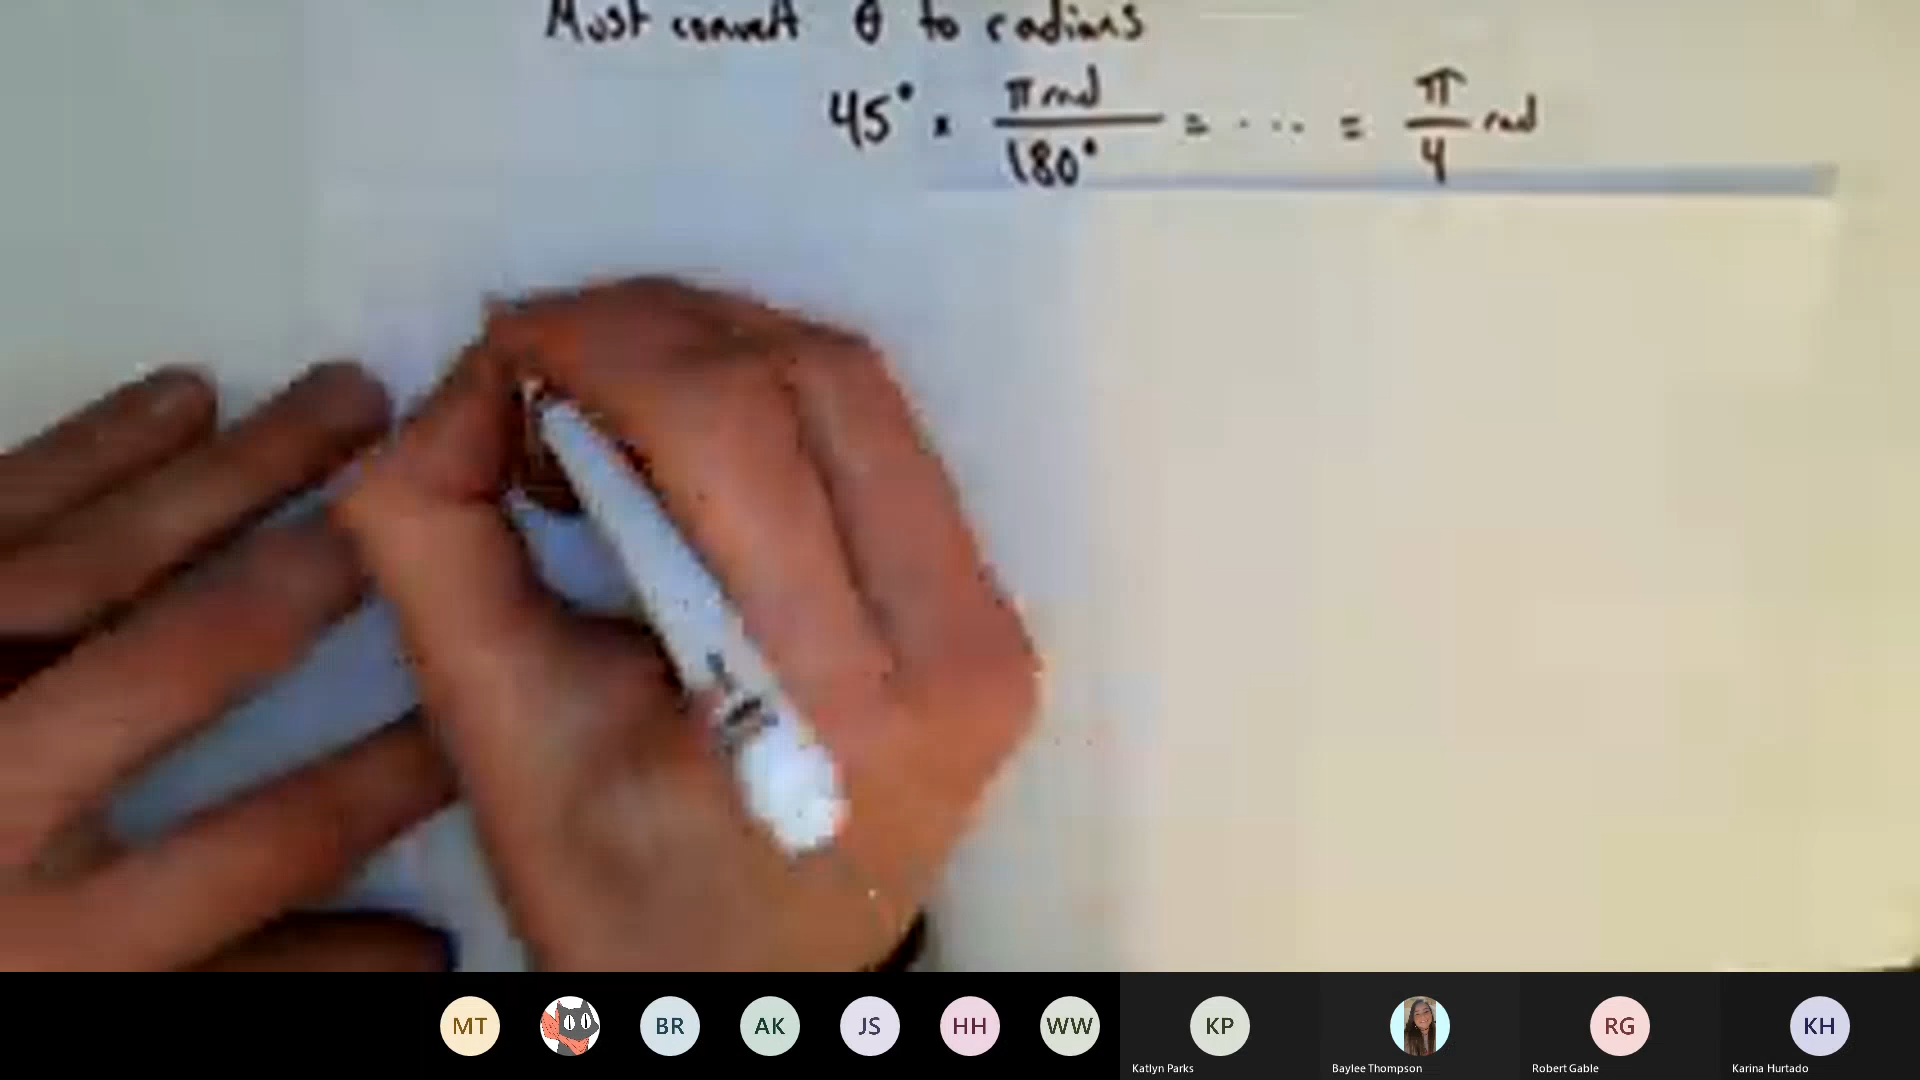 Must convert θ to radians
45° × π rad / 180° = · · · = π / 4 rad
MT BR AK JS HH WW KP RG KH
Katlyn Parks Baylee Thompson Robert Gable Karina Hurtado